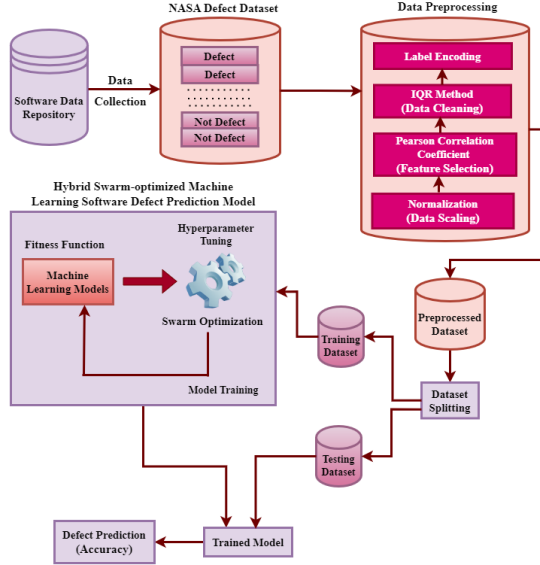 NASA Defect Dataset
Data Preprocessing
Software Data
Repository
Data
Collection
Defect
Defect
Not Defect
Not Defect
Label Encoding
IQR Method
(Data Cleaning)
Pearson Correlation
Coefficient
(Feature Selection)
Normalization
(Data Scaling)
Hybrid Swarm-optimized Machine
Learning Software Defect Prediction Model
Fitness Function
Machine
Learning Models
Hyperparameter
Tuning
Swarm Optimization
Model Training
Training
Dataset
Preprocessed
Dataset
Dataset
Splitting
Testing
Dataset
Trained Model
Defect Prediction
(Accuracy)